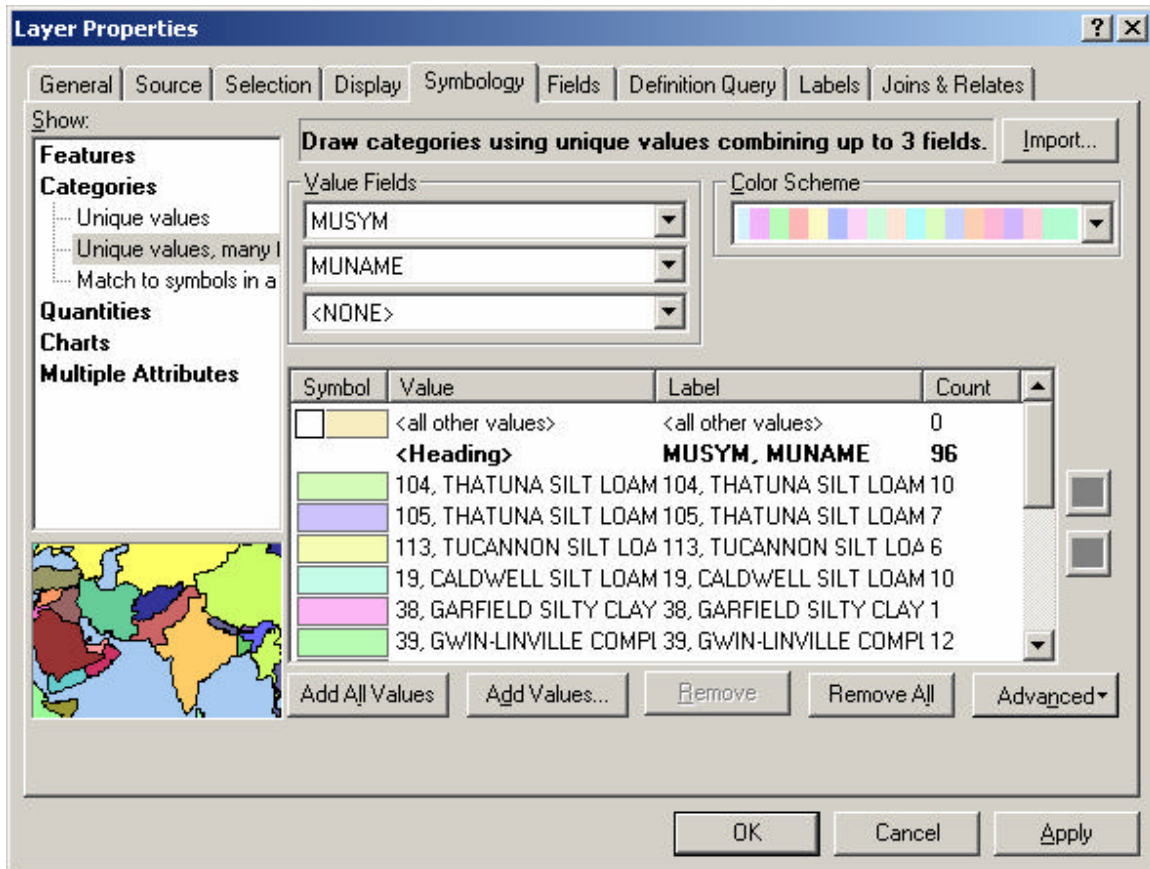 Layer Properties
General Source Selection Display Symbology Fields Definition Query Labels Joins & Relates
Show:
Features
Categories
Unique values
Unique values, many
Match to symbols in a
Quantities
Charts
Multiple Attributes
Draw categories using unique values combining up to 3 fields.
Import...
Value Fields
MUSYM
MUNAME
<NONE>
Color Scheme
Symbol Value Label Count
<all other values> <all other values> 0
<Heading> MUSYM, MUNAME 96
104, THATUNA SILT LOAM 104, THATUNA SILT LOAM 10
105, THATUNA SILT LOAM 105, THATUNA SILT LOAM 7
113, TUCANNON SILT LOA 113, TUCANNON SILT LOA 6
19, CALDWELL SILT LOAM 19, CALDWELL SILT LOAM 10
38, GARFIELD SILTY CLAY 38, GARFIELD SILTY CLAY 1
39, GWIN-LINVILLE COMPL 39, GWIN-LINVILLE COMPL 12
Add All Values Add Values... Remove Remove All Advanced
OK Cancel Apply